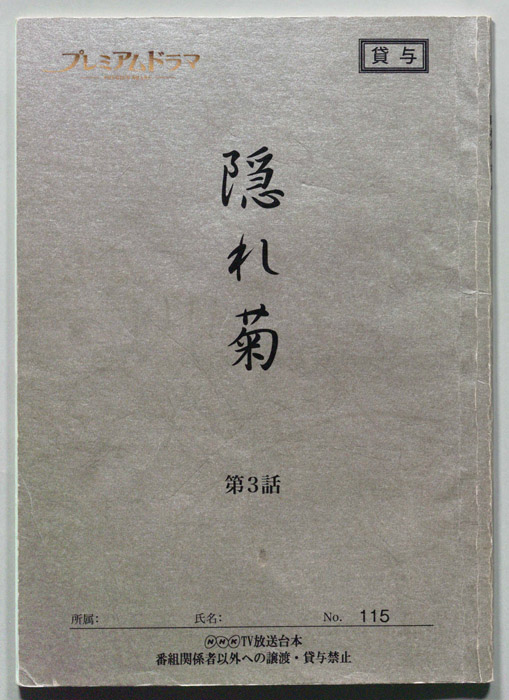 プレミアムドラマ
貸与
隠れ菊
第3話
所属: 氏名: No. 115
NHK TV放送台本
番組関係者以外への譲渡・貸与禁止